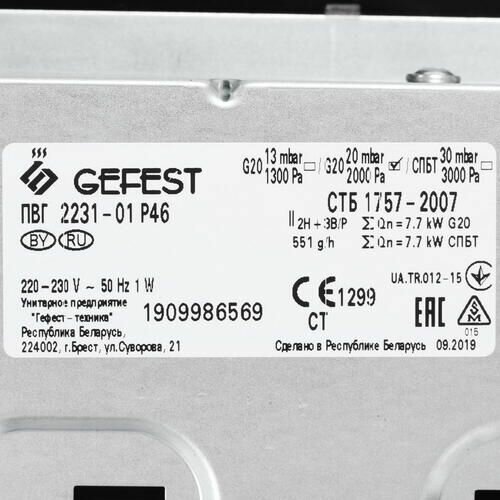 GEFEST
G20 13 mbar 1300 Pa / G20 20 mbar 2000 Pa / СПБТ 30 mbar 3000 Pa
ПВГ 2231-01 P46
СТБ 1757-2007
BY RU
II 2H + 3B/P ∑Qn = 7.7 kW G20
551 g/h ∑Qn = 7.7 kW СПБТ
220-230 V ~ 50 Hz 1 W
Унитарное предприятие
"Гефест - техника"
Республика Беларусь,
224002, г.Брест, ул.Суворова, 21
1909986569
CE 1299
СТ
UA.TR.012-15
EAC
015
Сделано в Республике Беларусь 09.2019